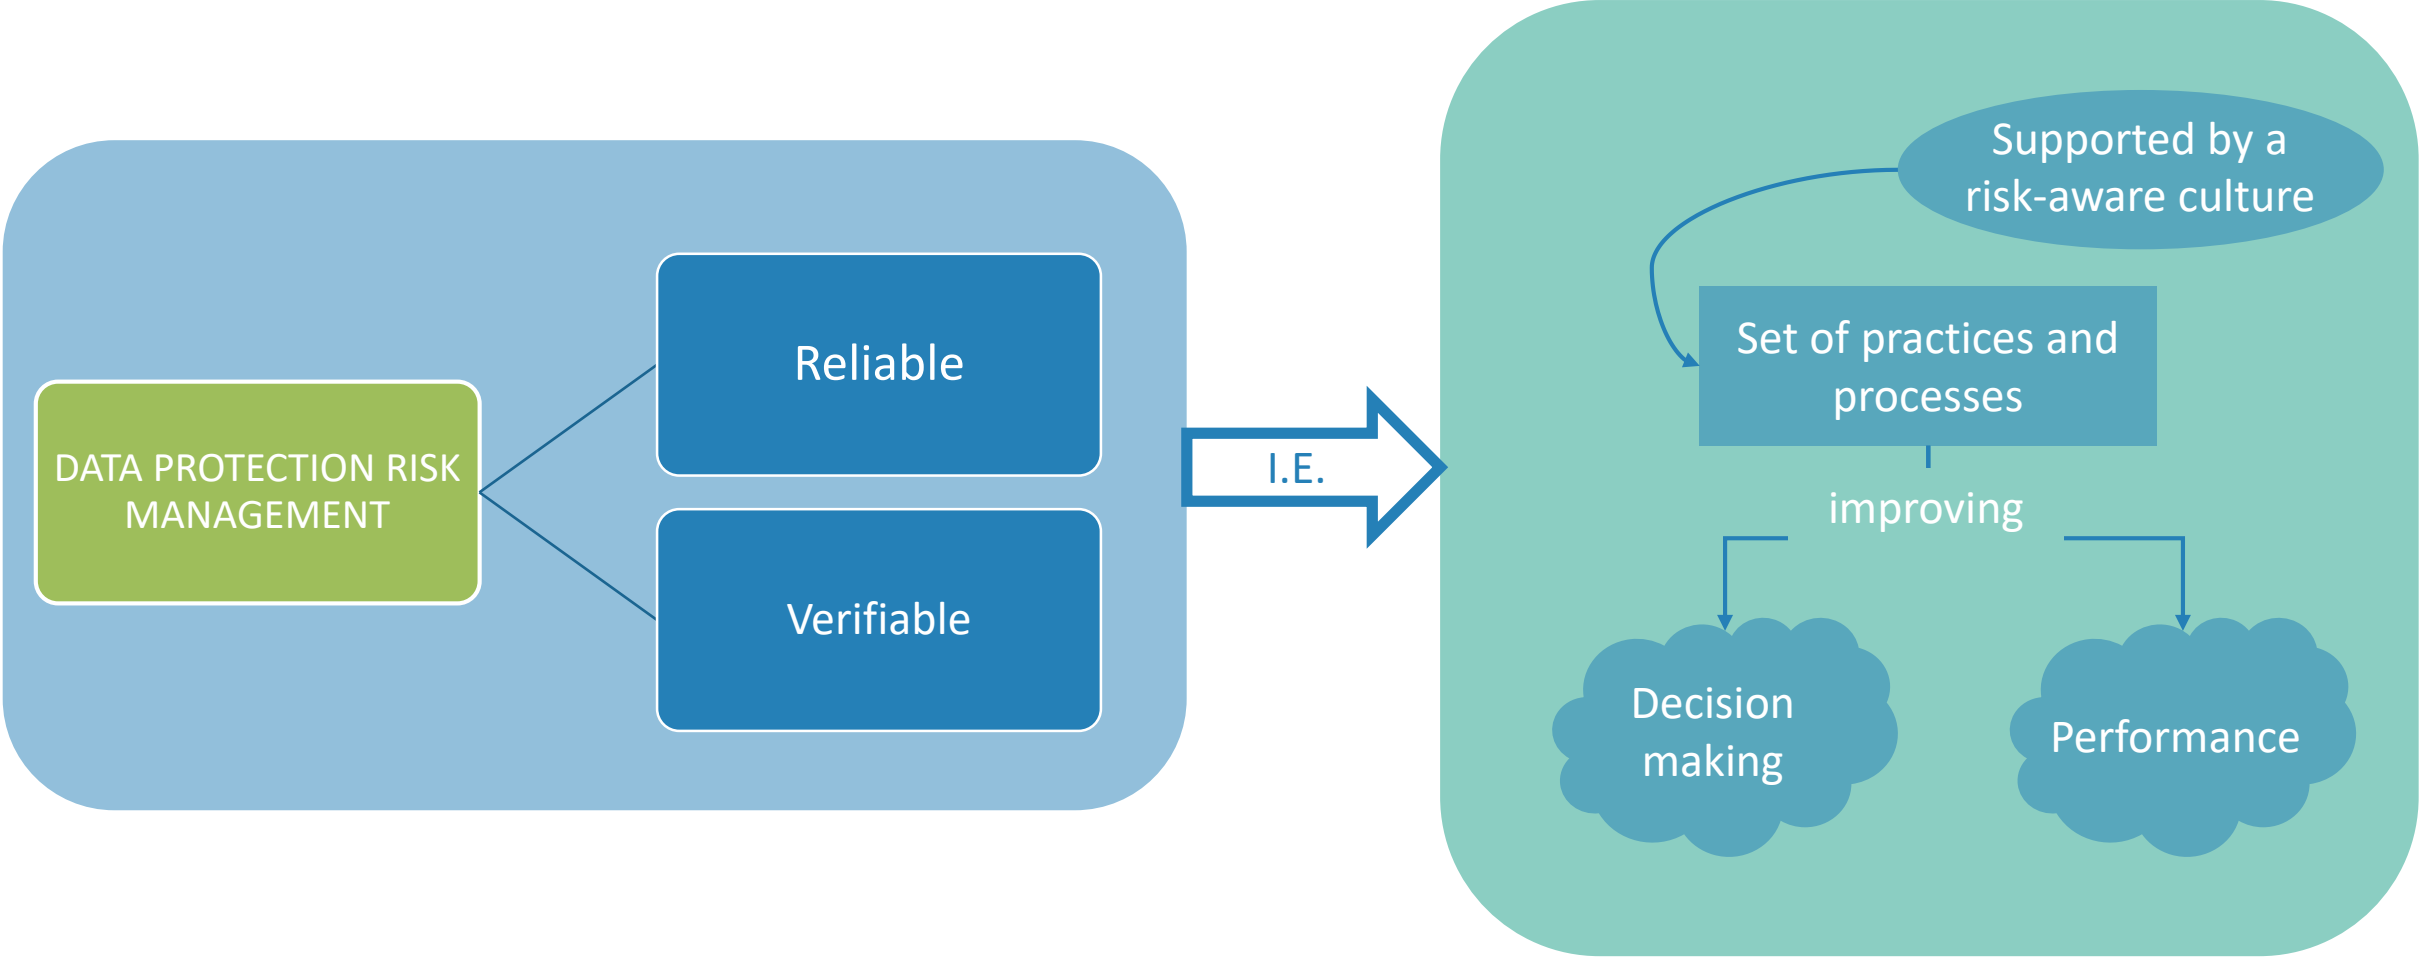 DATA PROTECTION RISK
MANAGEMENT
Reliable
Verifiable
I.E.
Supported by a
risk-aware culture
Set of practices and
processes
improving
Decision
making
Performance